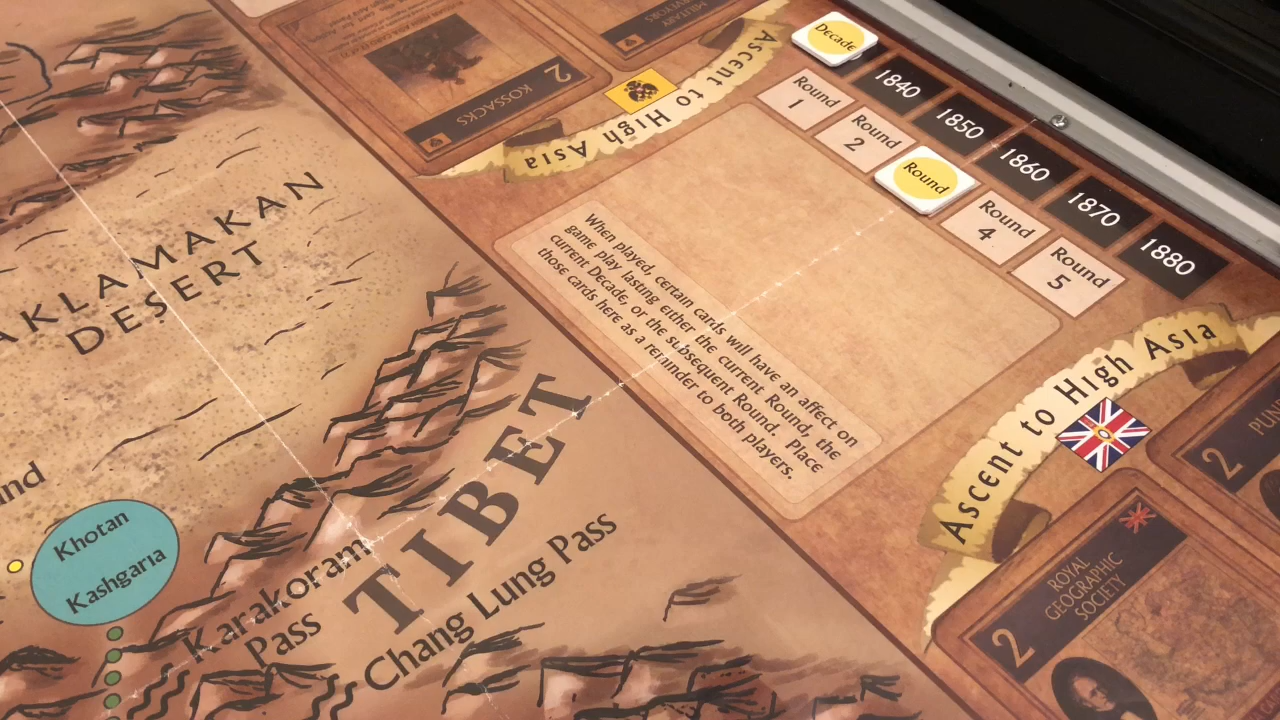 AKLAMAKAN
DESERT
nd
Khotan
Kashgaria
Karakoram
Pass
TIBET
Chang Lung Pass
2
KOSSACKS
MILITARY
Ascent to High Asia
Decade
1840
1850
1860
1870
1880
Round
1
Round
2
Round
Round
4
Round
5
When played, certain cards will have an affect on
game play lasting either the current Round, the
current Decade, or the subsequent Round. Place
those cards here as a reminder to both players.
Ascent to High Asia
2
PUN
2
ROYAL
GEOGRAPHIC
SOCIETY